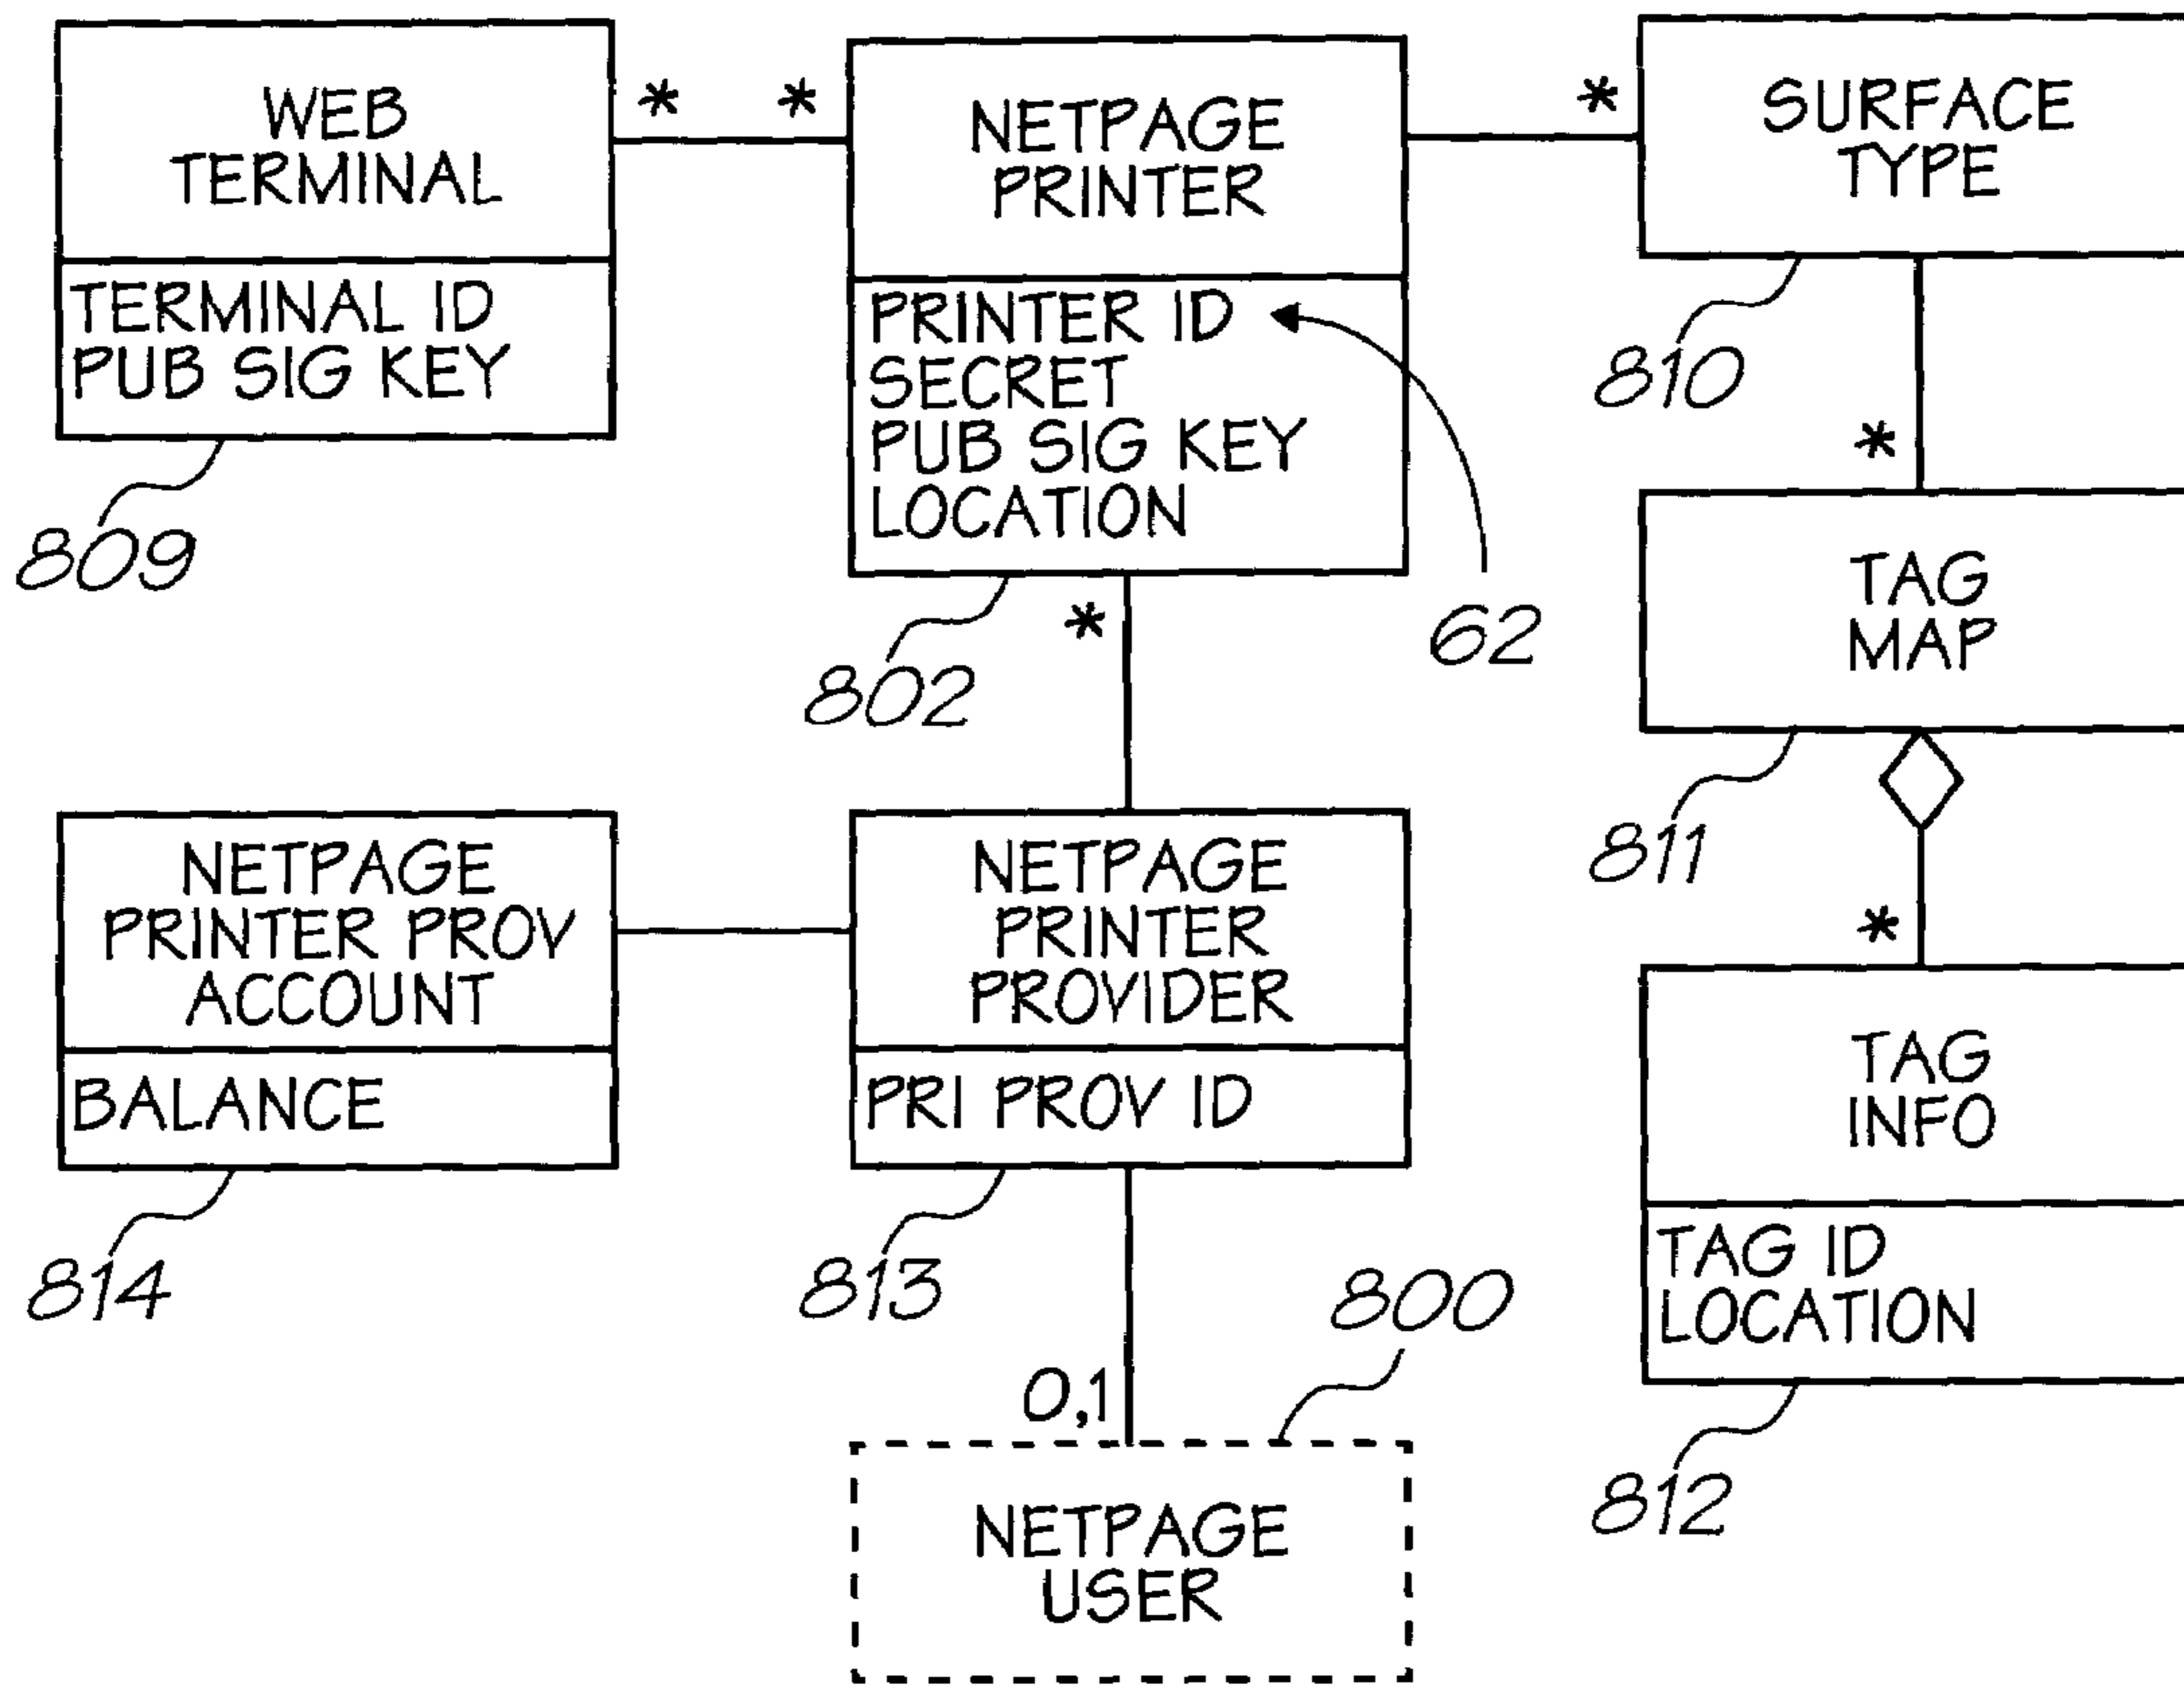 WEB
TERMINAL
TERMINAL ID
PUB SIG KEY
809
* *
NETPAGE
PRINTER
PRINTER ID
SECRET
PUB SIG KEY
LOCATION
802
62
*
*
SURFACE
TYPE
810
*
TAG
MAP
811
*
NETPAGE
PRINTER PROV
ACCOUNT
BALANCE
814
NETPAGE
PRINTER
PROVIDER
PRI PROV ID
813
800
0,1
NETPAGE
USER
TAG
INFO
TAG ID
LOCATION
812